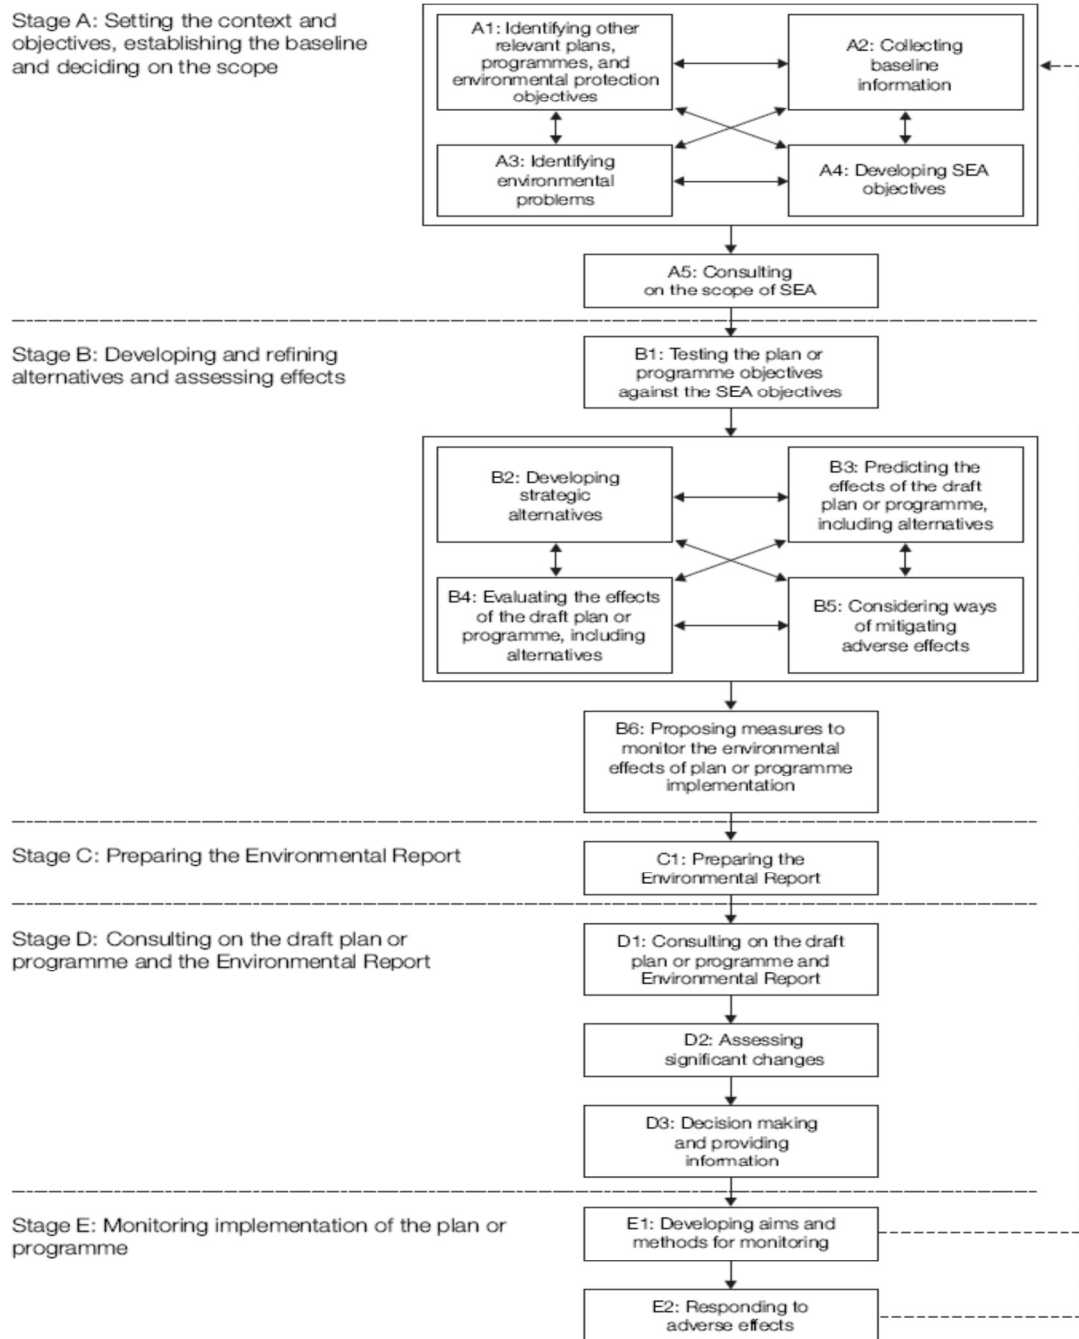 Stage A: Setting the context and
objectives, establishing the baseline
and deciding on the scope
A1: Identifying other
relevant plans,
programmes, and
environmental protection
objectives
A2: Collecting
baseline
information
A3: Identifying
environmental
problems
A4: Developing SEA
objectives
A5: Consulting
on the scope of SEA
Stage B: Developing and refining
alternatives and assessing effects
B1: Testing the plan or
programme objectives
against the SEA objectives
B2: Developing
strategic
alternatives
B3: Predicting the
effects of the draft
plan or programme,
including alternatives
B4: Evaluating the effects
of the draft plan or
programme, including
alternatives
B5: Considering ways
of mitigating
adverse effects
B6: Proposing measures to
monitor the environmental
effects of plan or programme
implementation
Stage C: Preparing the Environmental Report
C1: Preparing the
Environmental Report
Stage D: Consulting on the draft plan or
programme and the Environmental Report
D1: Consulting on the draft
plan or programme and
Environmental Report
D2: Assessing
significant changes
D3: Decision making
and providing
information
Stage E: Monitoring implementation of the plan or
programme
E1: Developing aims and
methods for monitoring
E2: Responding to
adverse effects